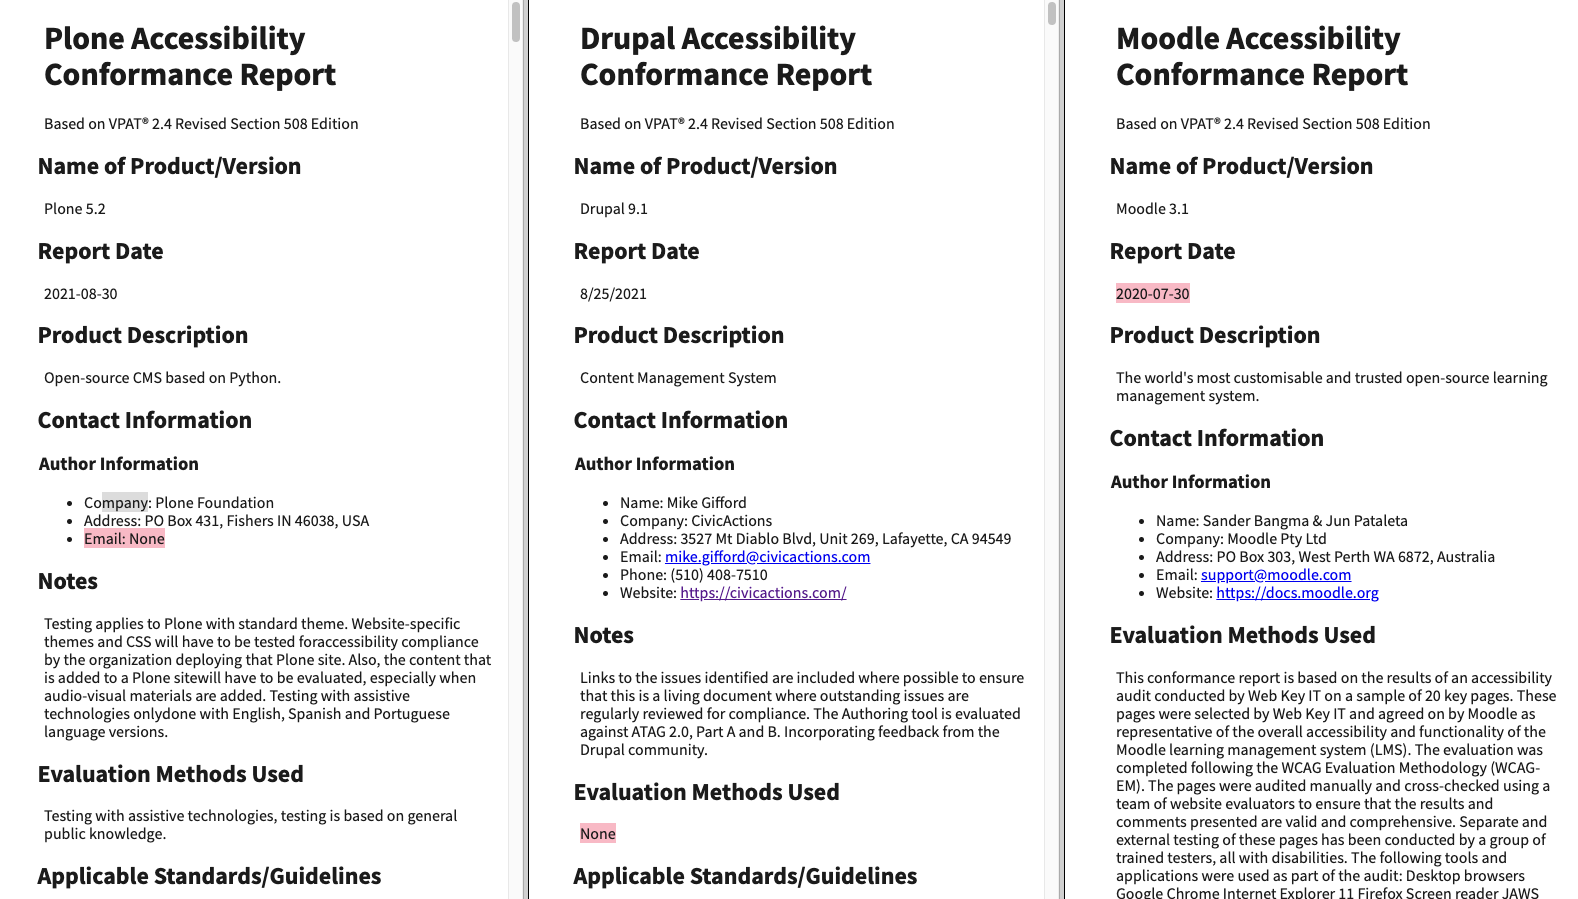 Plone Accessibility
Conformance Report
Based on VPAT® 2.4 Revised Section 508 Edition
Name of Product/Version
Plone 5.2
Report Date
2021-08-30
Product Description
Open-source CMS based on Python.
Contact Information
Author Information
• Company: Plone Foundation
• Address: PO Box 431, Fishers IN 46038, USA
• Email: None
Notes
Testing applies to Plone with standard theme. Website-specific
themes and CSS will have to be tested foraccessibility compliance
by the organization deploying that Plone site. Also, the content that
is added to a Plone sitewill have to be evaluated, especially when
audio-visual materials are added. Testing with assistive
technologies onlydone with English, Spanish and Portuguese
language versions.
Evaluation Methods Used
Testing with assistive technologies, testing is based on general
public knowledge.
Applicable Standards/Guidelines
Drupal Accessibility
Conformance Report
Based on VPAT® 2.4 Revised Section 508 Edition
Name of Product/Version
Drupal 9.1
Report Date
8/25/2021
Product Description
Content Management System
Contact Information
Author Information
• Name: Mike Gifford
• Company: CivicActions
• Address: 3527 Mt Diablo Blvd, Unit 269, Lafayette, CA 94549
• Email: mike.gifford@civicactions.com
• Phone: (510) 408-7510
• Website: https://civicactions.com/
Notes
Links to the issues identified are included where possible to ensure
that this is a living document where outstanding issues are
regularly reviewed for compliance. The Authoring tool is evaluated
against ATAG 2.0, Part A and B. Incorporating feedback from the
Drupal community.
Evaluation Methods Used
None
Applicable Standards/Guidelines
Moodle Accessibility
Conformance Report
Based on VPAT® 2.4 Revised Section 508 Edition
Name of Product/Version
Moodle 3.1
Report Date
2020-07-30
Product Description
The world's most customisable and trusted open-source learning
management system.
Contact Information
Author Information
• Name: Sander Bangma & Jun Pataleta
• Company: Moodle Pty Ltd
• Address: PO Box 303, West Perth WA 6872, Australia
• Email: support@moodle.com
• Website: https://docs.moodle.org
Evaluation Methods Used
This conformance report is based on the results of an accessibility
audit conducted by Web Key IT on a sample of 20 key pages. These
pages were selected by Web Key IT and agreed on by Moodle as
representative of the overall accessibility and functionality of the
Moodle learning management system (LMS). The evaluation was
completed following the WCAG Evaluation Methodology (WCAG-
EM). The pages were audited manually and cross-checked using a
team of website evaluators to ensure that the results and
comments presented are valid and comprehensive. Separate and
external testing of these pages has been conducted by a group of
trained testers, all with disabilities. The following tools and
applications were used as part of the audit: Desktop browsers
Google Chrome Internet Explorer 11 Firefox Screen reader JAWS